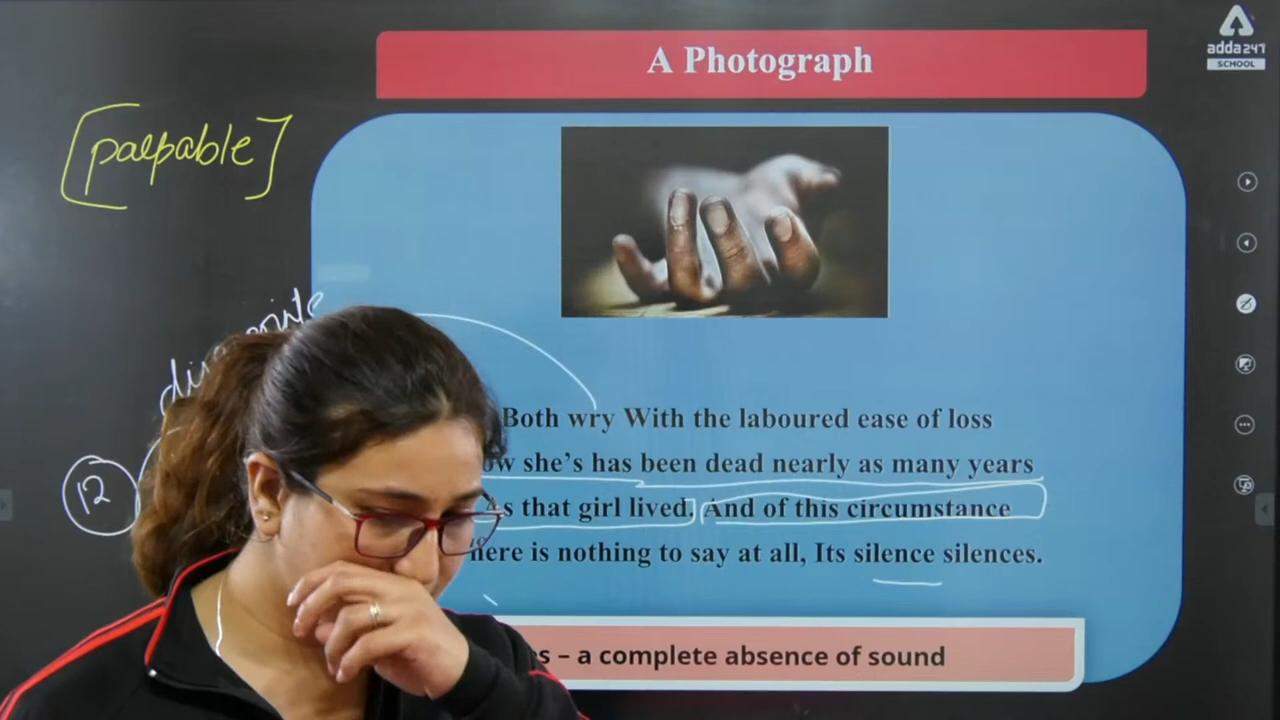 A Photograph
adda247
SCHOOL
[palpable]
12
Both wry With the laboured ease of loss
she's has been dead nearly as many years
As that girl lived. And of this circumstance
here is nothing to say at all, Its silence silences.
– a complete absence of sound